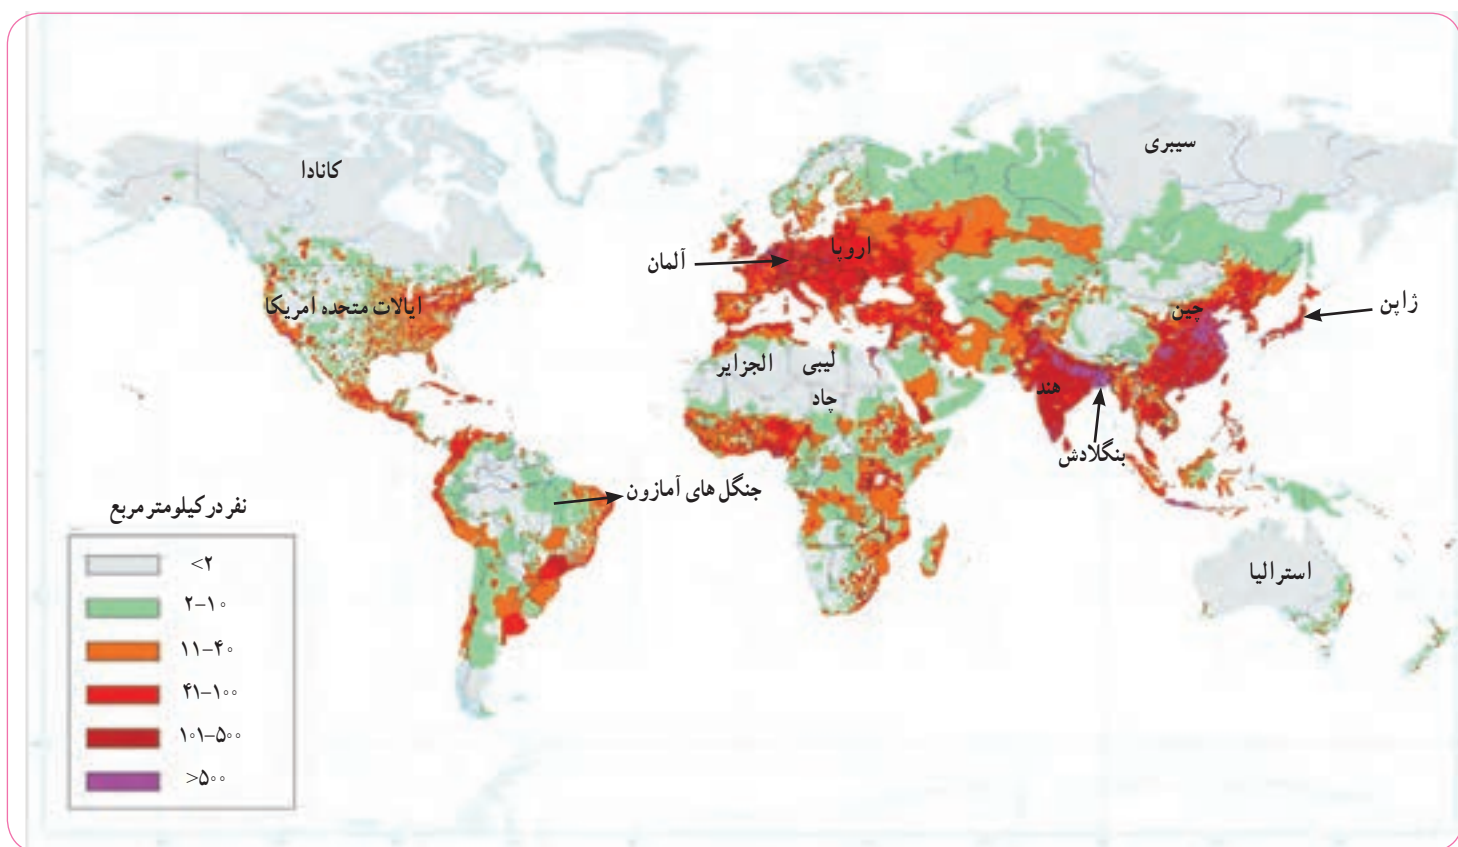 کانادا
سیبری
اروپا
آلمان
ایالات متحده امریکا
چین
ژاپن
لیبی
الجزایر
چاد
هند
بنگلادش
جنگل های آمازون
استرالیا
نفر در کیلومتر مربع
<۲
۲–۱۰
۱۱–۴۰
۴۱–۱۰۰
۱۰۱–۵۰۰
>۵۰۰